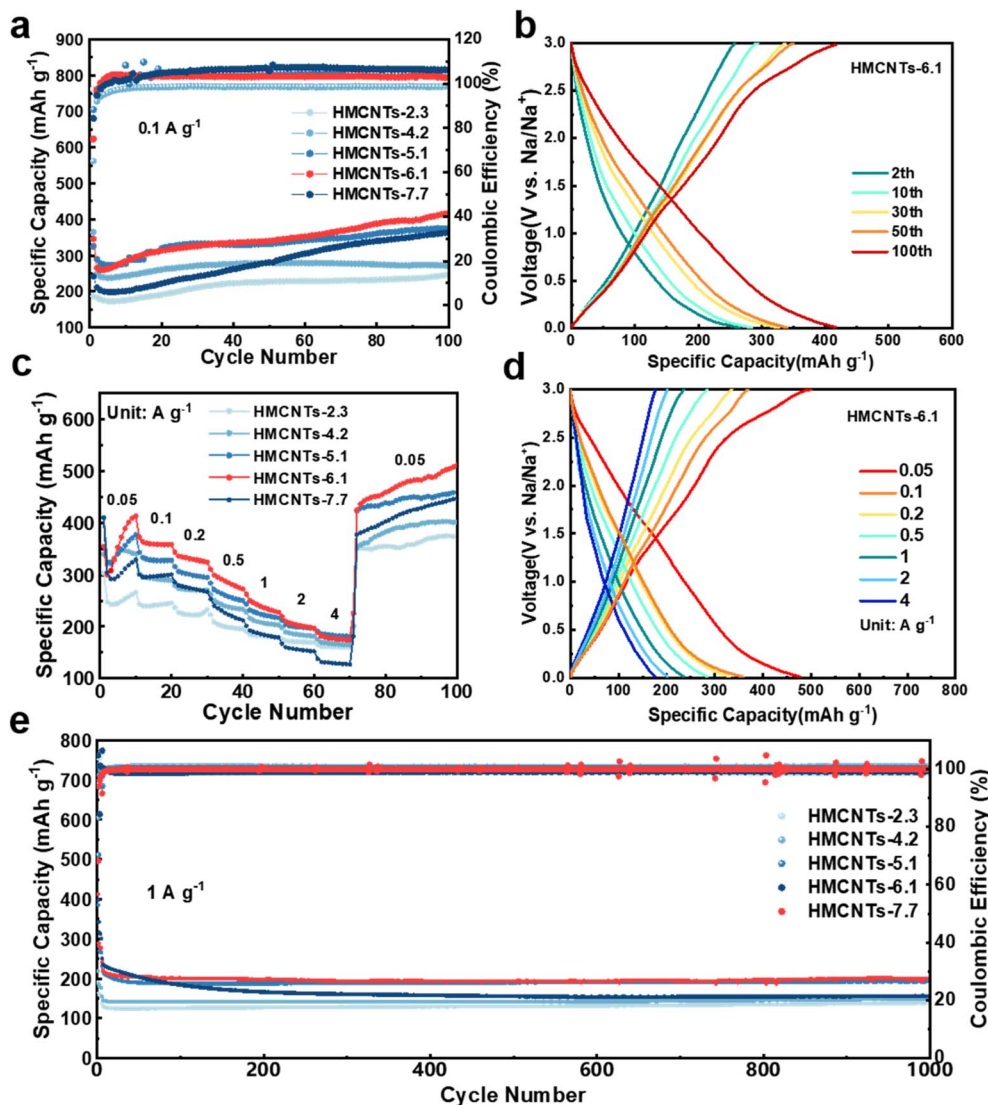 a
Specific Capacity (mAh g⁻¹)
900
800
700
600
500
400
300
200
100
0.1 A g⁻¹
HMCNTs-2.3
HMCNTs-4.2
HMCNTs-5.1
HMCNTs-6.1
HMCNTs-7.7
120
100
80
60
40
20
0
Coulombic Efficiency (%)
0 20 40 60 80 100
Cycle Number
b
Voltage(V vs. Na/Na⁺)
3.0
2.5
2.0
1.5
1.0
0.5
0.0
HMCNTs-6.1
2th
10th
30th
50th
100th
0 100 200 300 400 500 600
Specific Capacity(mAh g⁻¹)
c
Specific Capacity (mAh g⁻¹)
600
500
400
300
200
100
Unit: A g⁻¹
HMCNTs-2.3
HMCNTs-4.2
HMCNTs-5.1
HMCNTs-6.1
HMCNTs-7.7
0.05
0.1
0.2
0.5
1
2
4
0.05
0 20 40 60 80 100
Cycle Number
d
Voltage(V vs. Na/Na⁺)
3.0
2.5
2.0
1.5
1.0
0.5
0.0
HMCNTs-6.1
0.05
0.1
0.2
0.5
1
2
4
Unit: A g⁻¹
0 100 200 300 400 500 600 700 800
Specific Capacity(mAh g⁻¹)
e
Specific Capacity (mAh g⁻¹)
800
700
600
500
400
300
200
100
0
1 A g⁻¹
HMCNTs-2.3
HMCNTs-4.2
HMCNTs-5.1
HMCNTs-6.1
HMCNTs-7.7
100
80
60
40
20
0
Coulombic Efficiency (%)
0 200 400 600 800 1000
Cycle Number